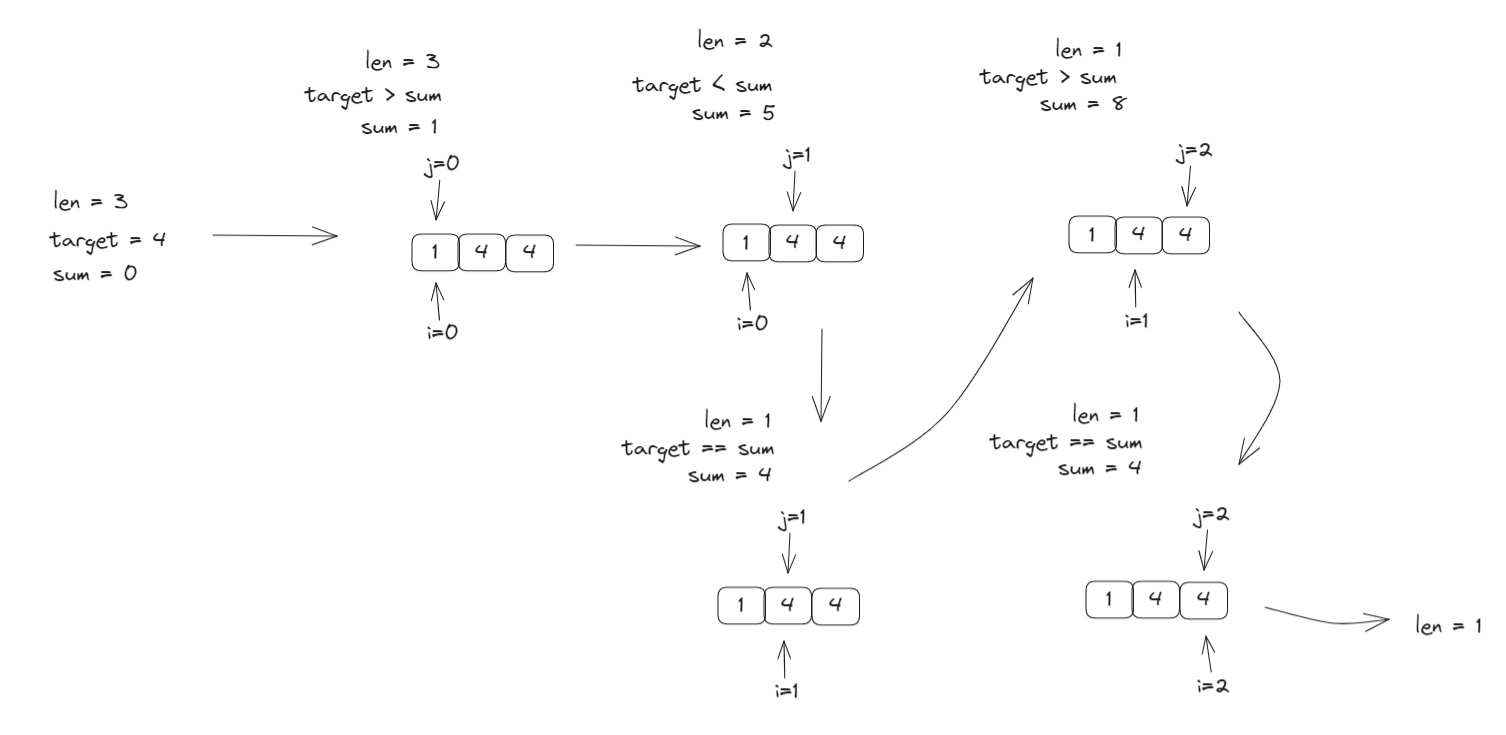 len = 3
target = 4
sum = 0
len = 3
target > sum
sum = 1
j=0
1 4 4
i=0
len = 2
target < sum
sum = 5
j=1
1 4 4
i=0
len = 1
target == sum
sum = 4
j=1
1 4 4
i=1
len = 1
target > sum
sum = 8
j=2
1 4 4
i=1
len = 1
target == sum
sum = 4
j=2
1 4 4
i=2
len = 1